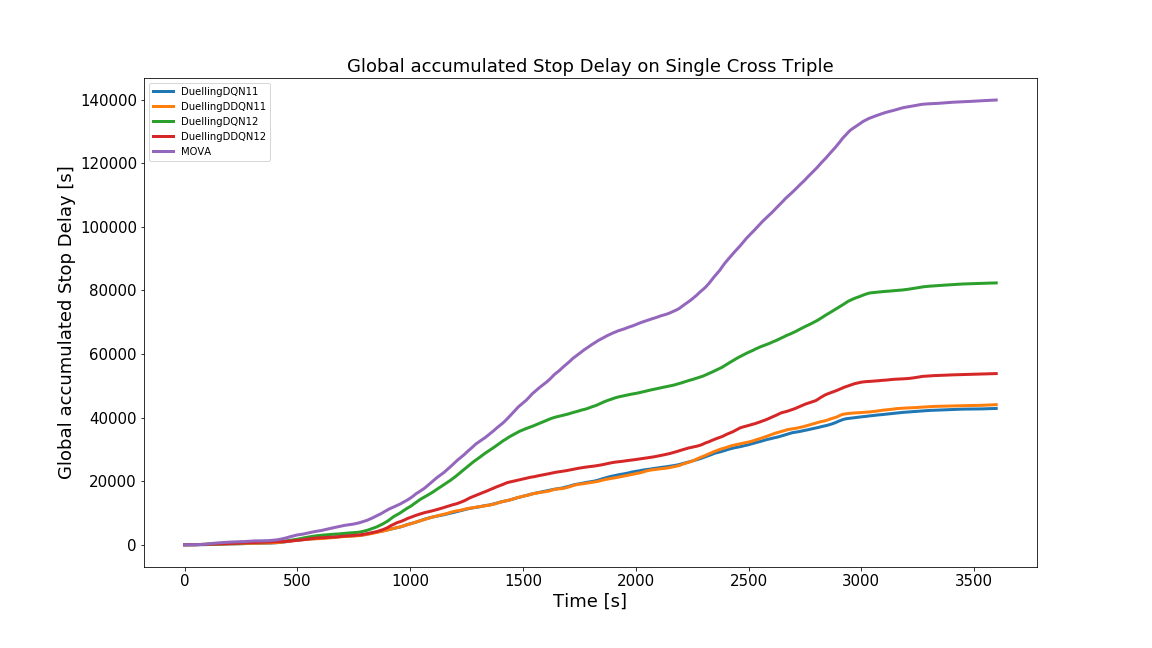 Global accumulated Stop Delay on Single Cross Triple
DuellingDQN11
DuellingDDQN11
DuellingDQN12
DuellingDDQN12
MOVA
Global accumulated Stop Delay [s]
140000
120000
100000
80000
60000
40000
20000
0
0 500 1000 1500 2000 2500 3000 3500
Time [s]